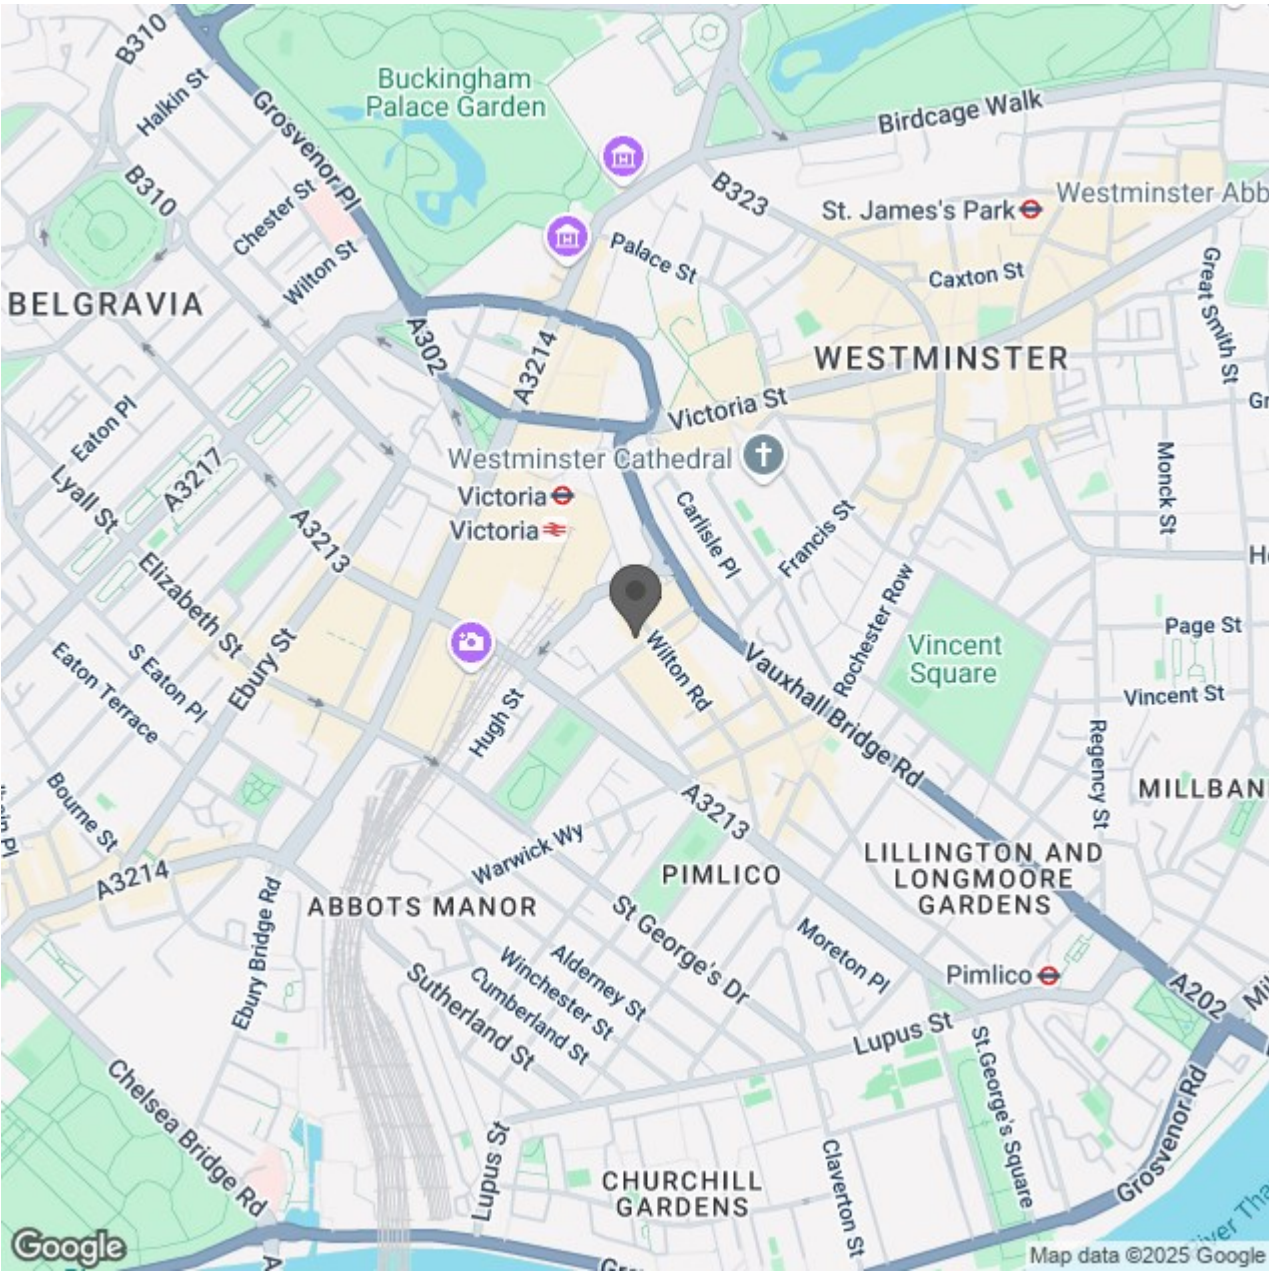 B310
Halkin St
Grosvenor Pl
Buckingham
Palace Garden
Birdcage Walk
B310
B323
Westminster Abb
St. James's Park
Chester St
Palace St
Wilton St
Caxton St
Great Smith St
BELGRAVIA
A302
A3214
WESTMINSTER
Victoria St
Gr
Eaton Pl
Westminster Cathedral
A3217
Lyall St
Victoria
Victoria
Carlisle Pl
Francis St
Monck St
A3213
Elizabeth St
Rochester Row
Page St
Vincent
Square
Wilton Rd
Eaton Terrace
S Eaton Pl
Ebury St
Vauxhall Bridge Rd
Vincent St
Hugh St
Regency St
MILLBAN
Bourne St
A3213
Warwick Wy
PIMLICO
LILLINGTON AND
LONGMOORE
GARDENS
A3214
ABBOTS MANOR
Ebury Bridge Rd
St George's Dr
Moreton Pl
Alderney St
Winchester St
Cumberland St
Sutherland St
Pimlico
A202
Mil
Lupus St
St.George's Square
Chelsea Bridge Rd
Grosvenor Rd
Lupus St
Claverton St
CHURCHILL
GARDENS
River Tha
Google
Map data ©2025 Google